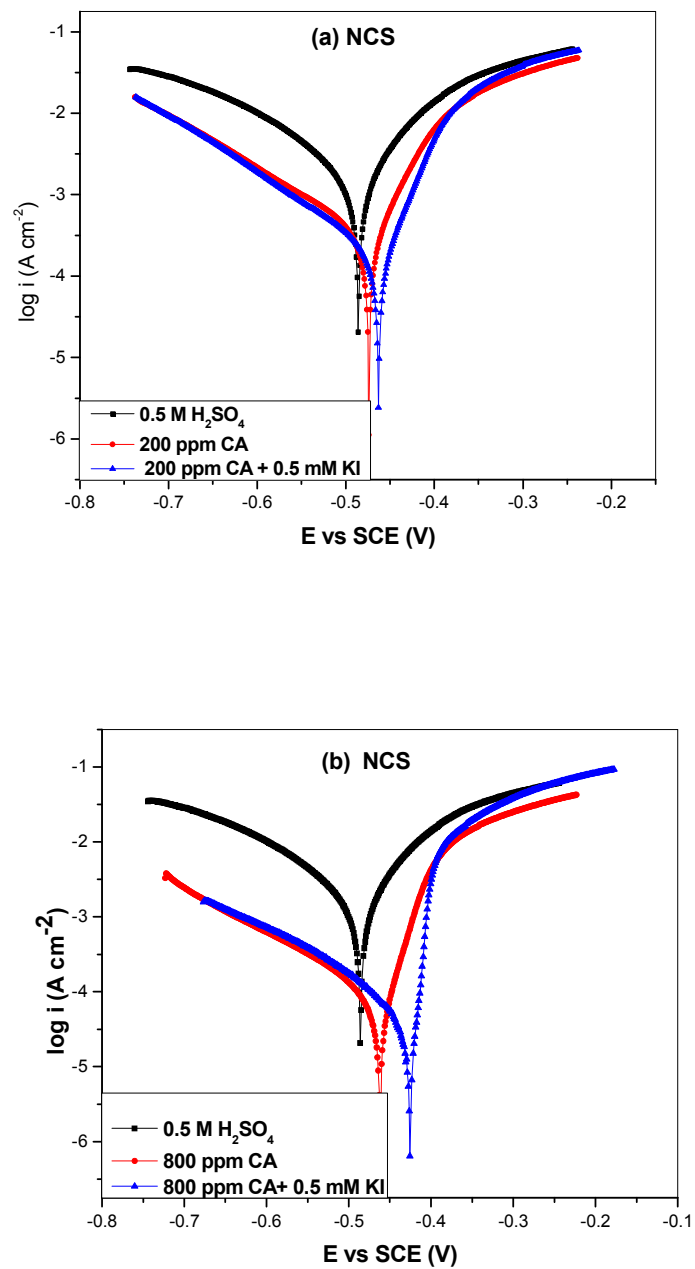 (a) NCS
-1
-2
-3
-4
-5
-6
log i (A cm⁻²)
0.5 M H₂SO₄
200 ppm CA
200 ppm CA + 0.5 mM KI
-0.8 -0.7 -0.6 -0.5 -0.4 -0.3 -0.2
E vs SCE (V)
(b) NCS
-1
-2
-3
-4
-5
-6
log i (A cm⁻²)
0.5 M H₂SO₄
800 ppm CA
800 ppm CA+ 0.5 mM KI
-0.8 -0.7 -0.6 -0.5 -0.4 -0.3 -0.2 -0.1
E vs SCE (V)